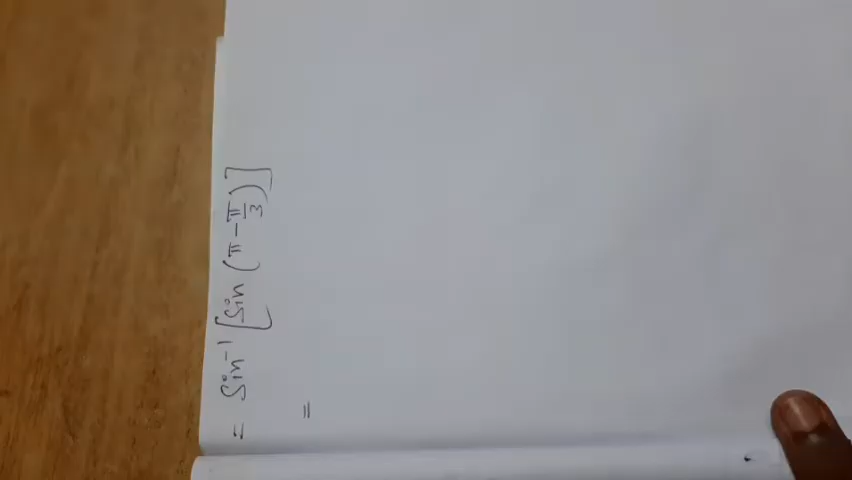 = Sin⁻¹[Sin(π - π/3)]
=